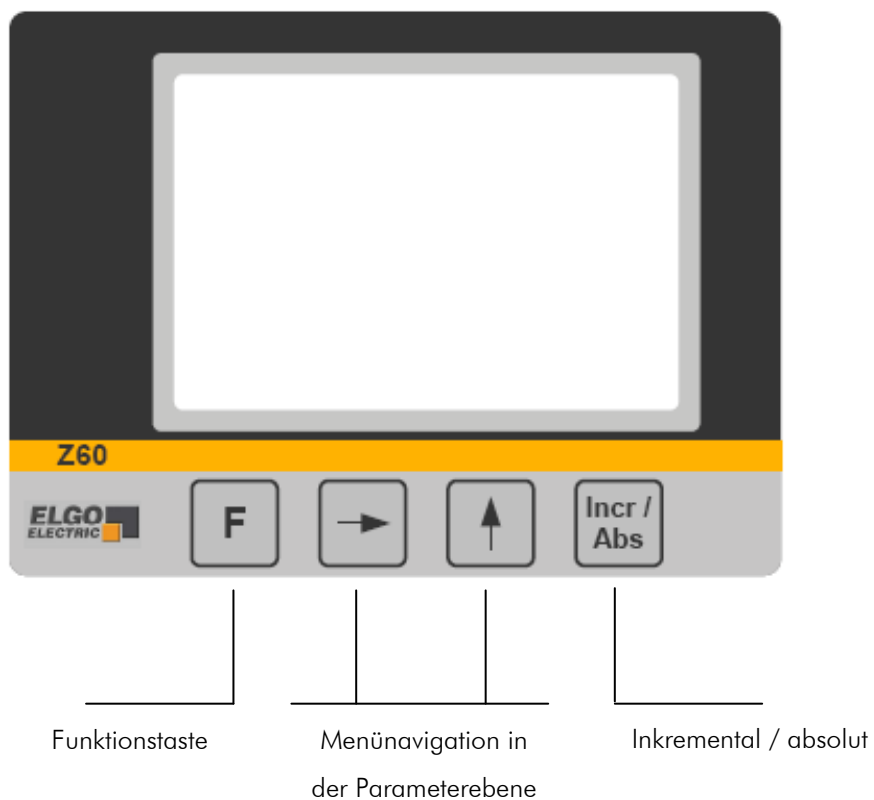 Z60
ELGO
ELECTRIC
F
Incr /
Abs
Funktionstaste
Menünavigation in
der Parameterebene
Inkremental / absolut